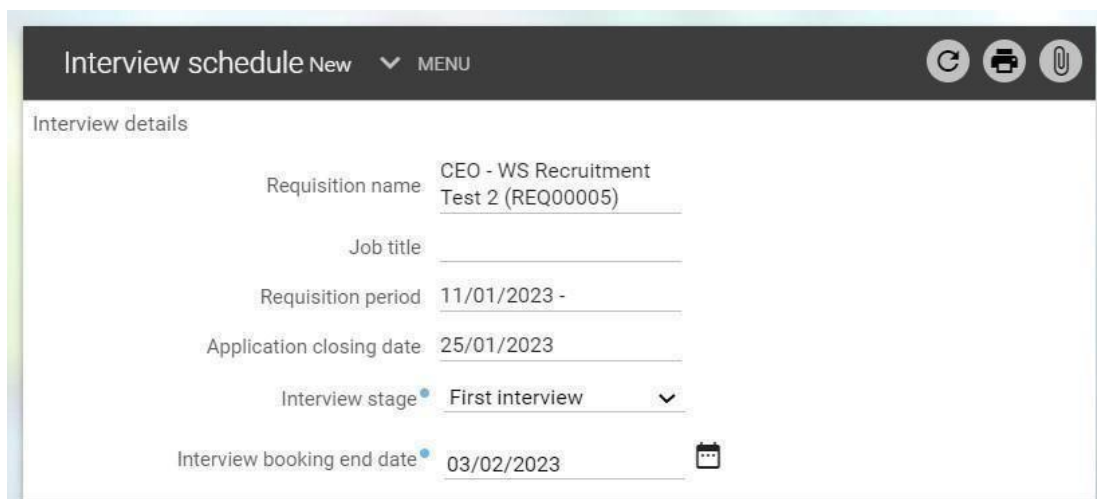 Interview schedule New MENU
Interview details
Requisition name CEO - WS Recruitment
Test 2 (REQ00005)
Job title
Requisition period 11/01/2023 -
Application closing date 25/01/2023
Interview stage First interview
Interview booking end date 03/02/2023